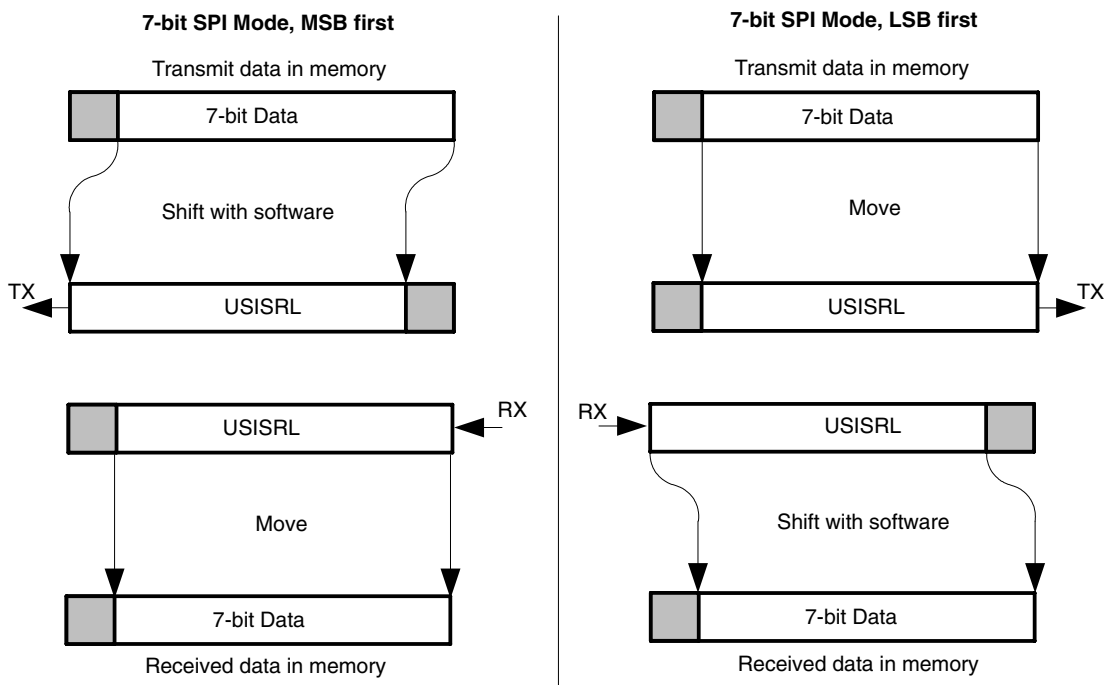 7-bit SPI Mode, MSB first
Transmit data in memory
7-bit Data
Shift with software
TX
USISRL
USISRL
RX
Move
7-bit Data
Received data in memory
7-bit SPI Mode, LSB first
Transmit data in memory
7-bit Data
Move
USISRL
TX
RX
USISRL
Shift with software
7-bit Data
Received data in memory